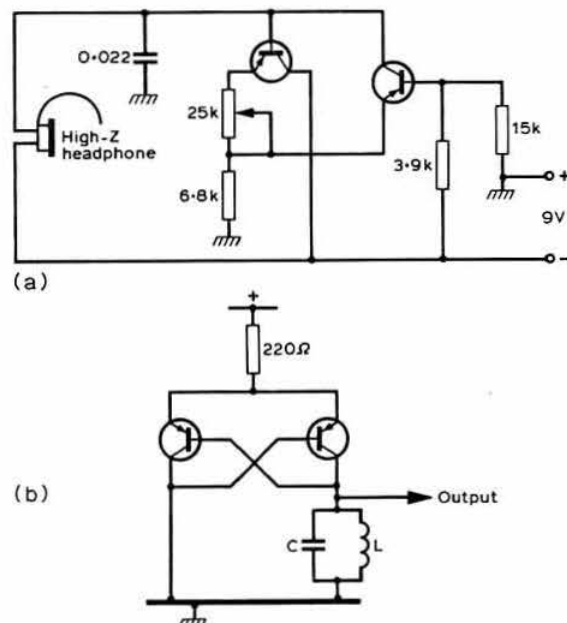 0·022
25k
15k
High-Z
headphone
3·9k
6·8k
+
9V
−
(a)
+
220Ω
(b)
Output
C
L